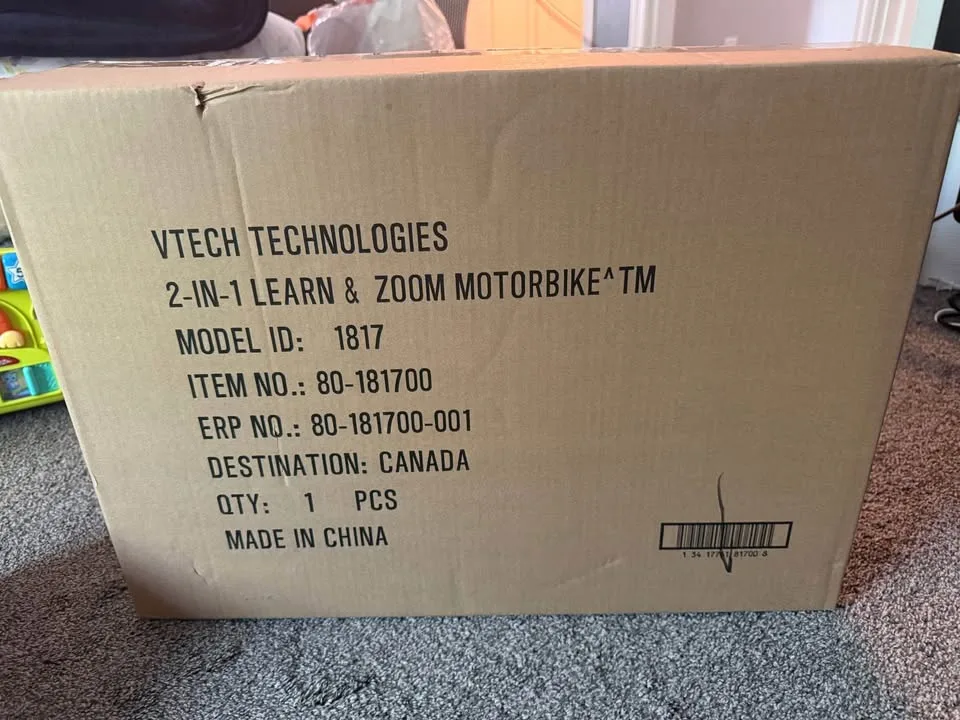 VTECH TECHNOLOGIES
2-IN-1 LEARN & ZOOM MOTORBIKE^TM
MODEL ID: 1817
ITEM NO.: 80-181700
ERP NO.: 80-181700-001
DESTINATION: CANADA
QTY: 1 PCS
MADE IN CHINA
81700